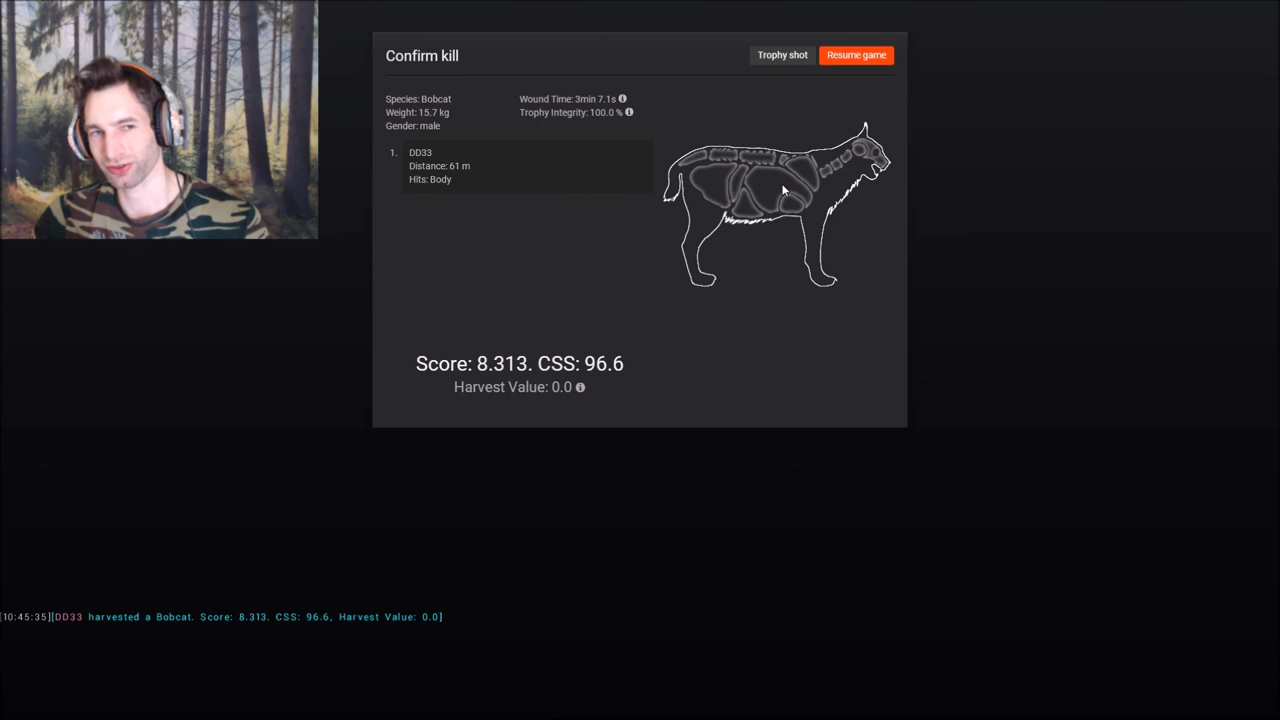 Confirm kill
Trophy shot
Resume game
Species: Bobcat
Weight: 15.7 kg
Gender: male
Wound Time: 3min 7.1s
Trophy Integrity: 100.0 %
1. DD33
Distance: 61 m
Hits: Body
Score: 8.313. CSS: 96.6
Harvest Value: 0.0
[10:45:35][DD33 harvested a Bobcat. Score: 8.313. CSS: 96.6, Harvest Value: 0.0]